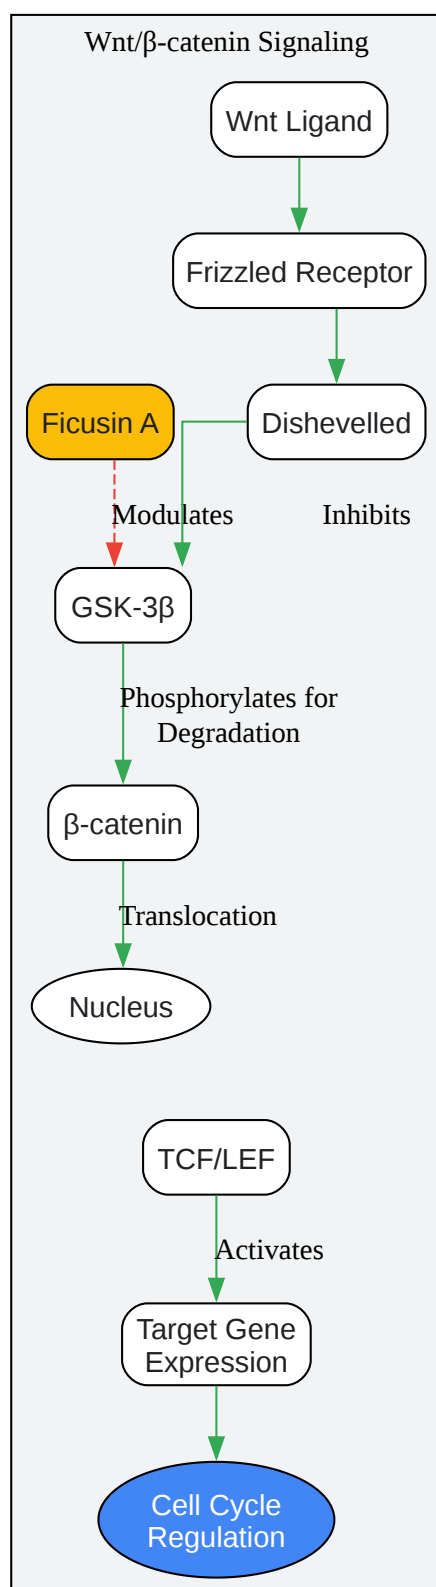 Wnt/β-catenin Signaling
Wnt Ligand
Frizzled Receptor
Ficusin A
Dishevelled
Modulates
Inhibits
GSK-3β
Phosphorylates for
Degradation
β-catenin
Translocation
Nucleus
TCF/LEF
Activates
Target Gene
Expression
Cell Cycle
Regulation